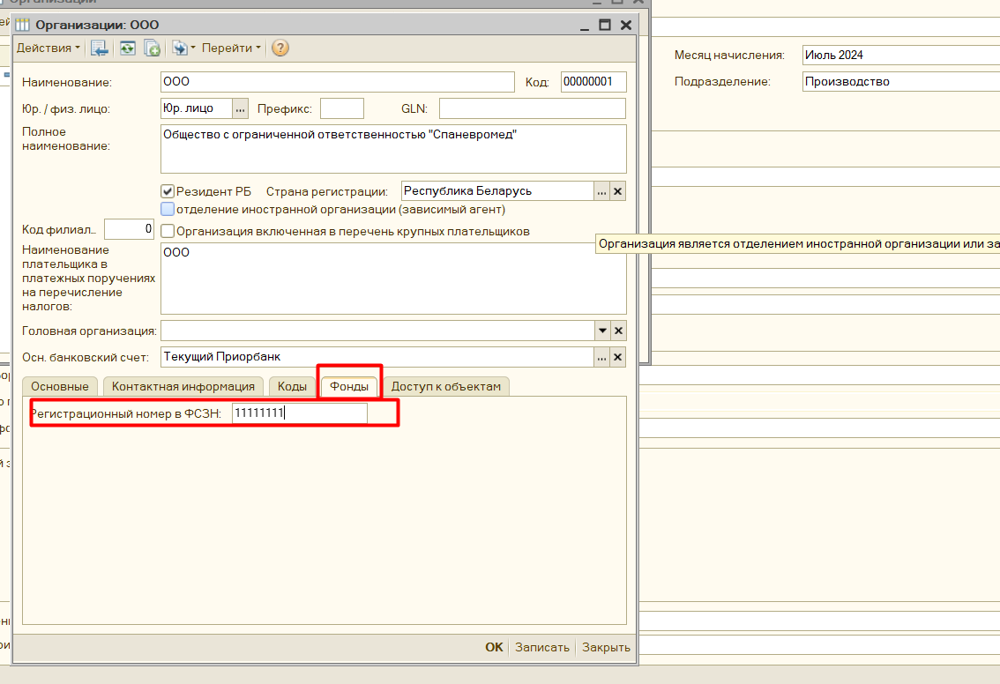 Организации
Организации: ООО
Действия
Перейти
Наименование:
ООО
Код:
00000001
Юр. / физ. лицо:
Юр. лицо
...
Префикс:
GLN:
Полное
наименование:
Общество с ограниченной ответственностью "Спаневромед"
Резидент РБ
Страна регистрации:
Республика Беларусь
...
отделение иностранной организации (зависимый агент)
Код филиал..
0
Организация включенная в перечень крупных плательщиков
Наименование
плательщика в
платежных поручениях
на перечисление
налогов:
ООО
Головная организация:
Осн. банковский счет:
Текущий Приорбанк
...
Основные
Контактная информация
Коды
Фонды
Доступ к объектам
Регистрационный номер в ФСЗН:
11111111
OK
Записать
Закрыть
Месяц начисления:
Июль 2024
Подразделение:
Производство
Организация является отделением иностранной организации или за